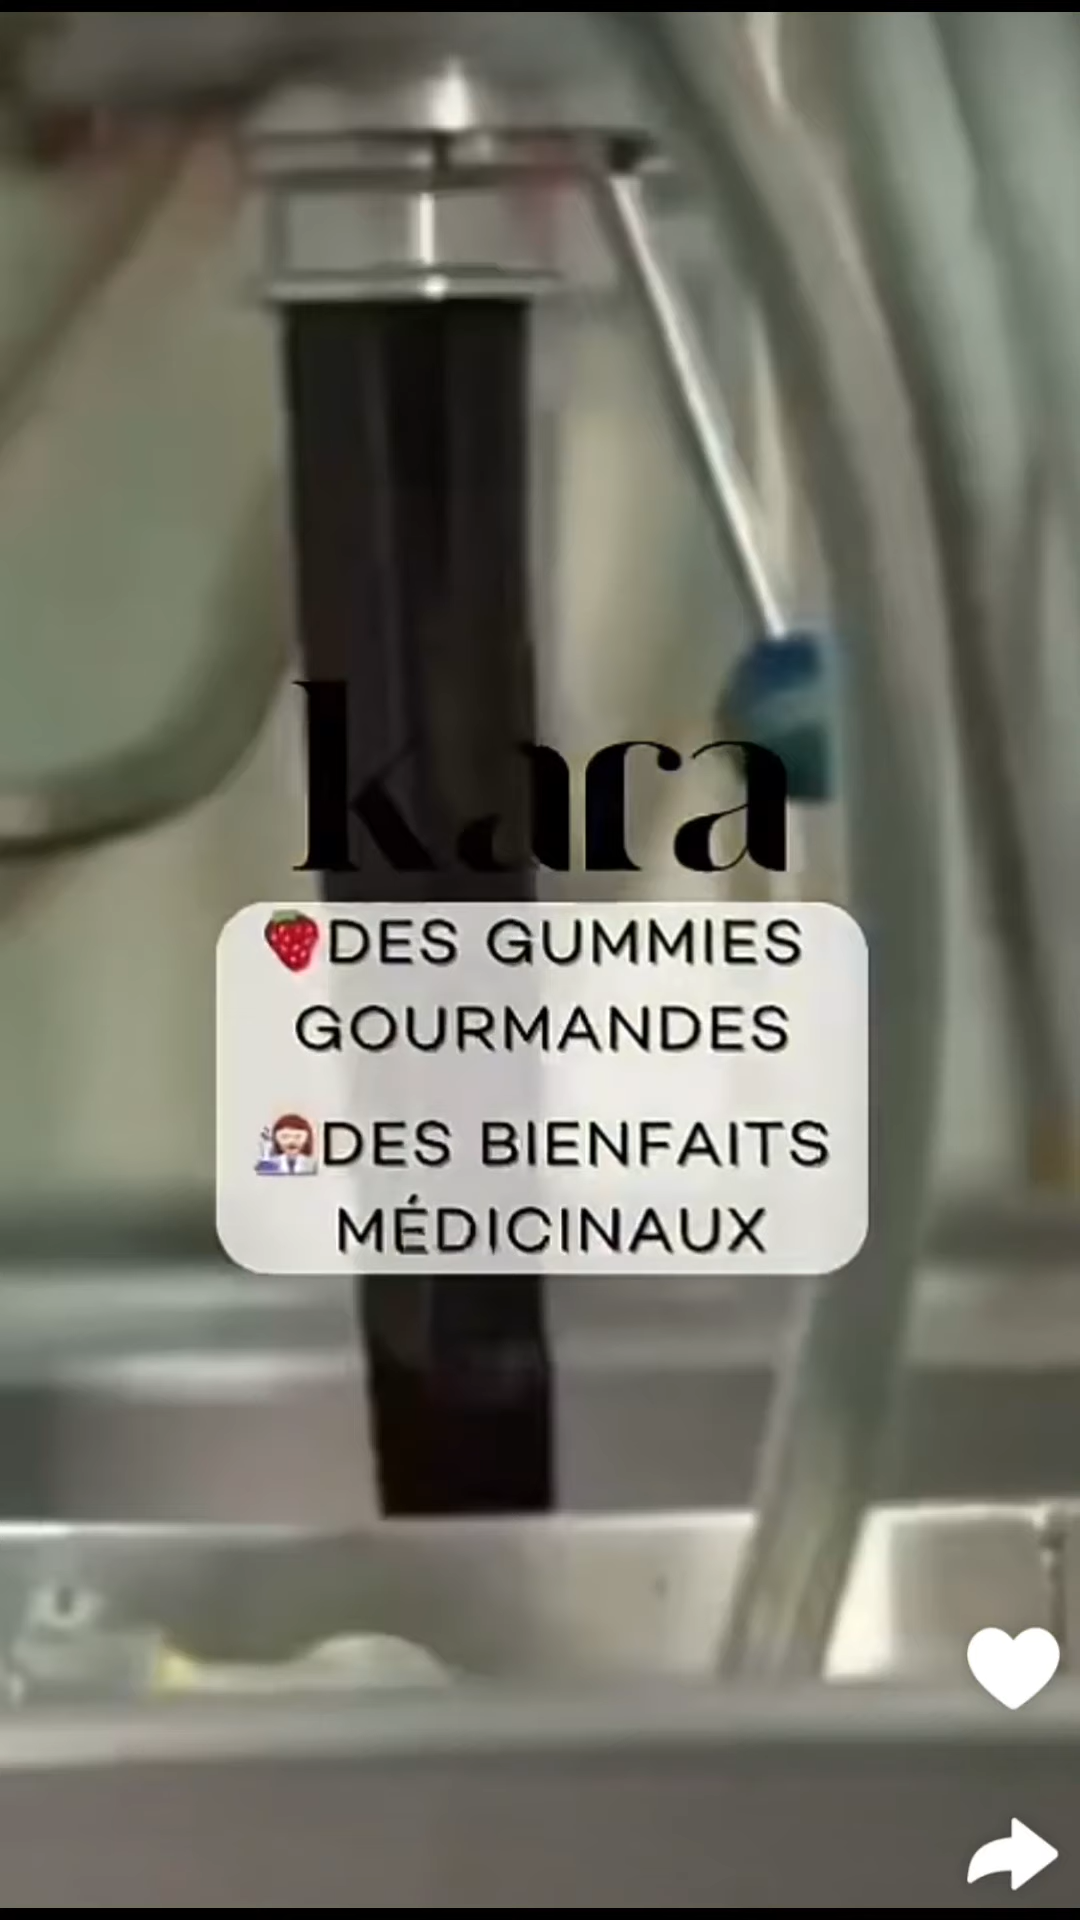 kara
🍓DES GUMMIES
GOURMANDES
👩‍🔬DES BIENFAITS
MÉDICINAUX